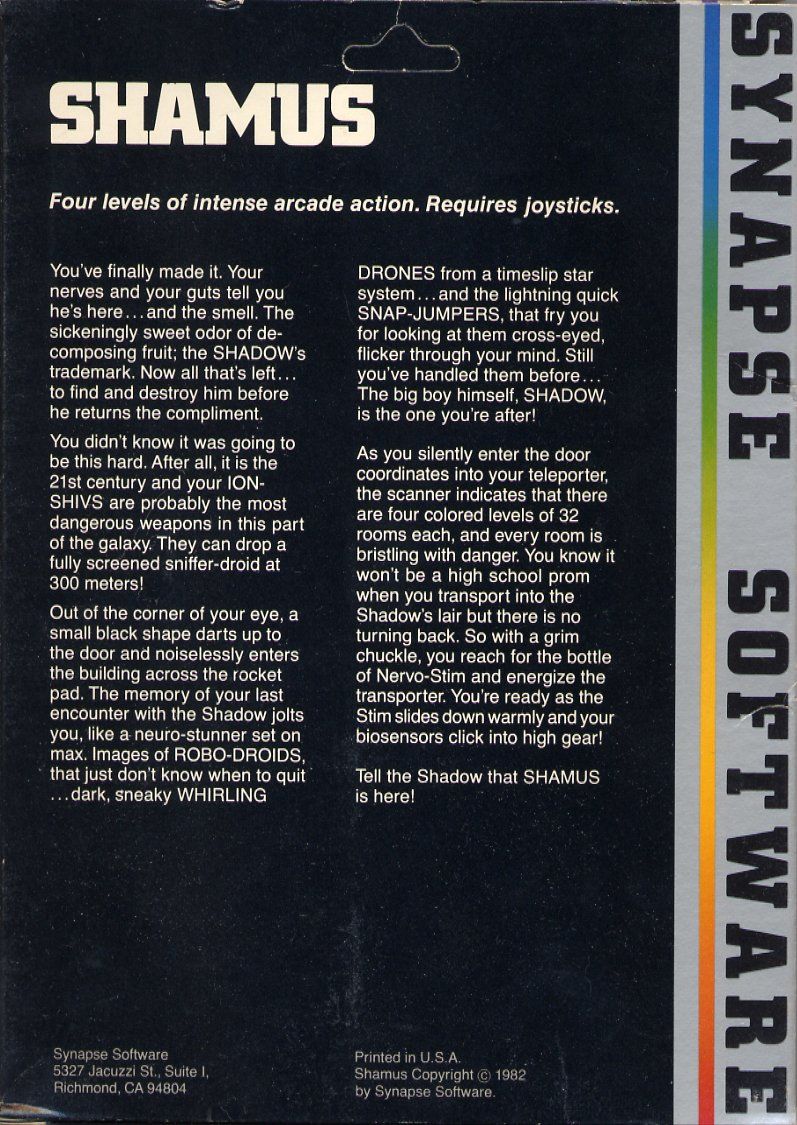 SHAMUS
Four levels of intense arcade action. Requires joysticks.
You've finally made it. Your
nerves and your guts tell you
he's here...and the smell. The
sickeningly sweet odor of de-
composing fruit; the SHADOW's
trademark. Now all that's left...
to find and destroy him before
he returns the compliment.
You didn't know it was going to
be this hard. After all, it is the
21st century and your ION-
SHIVS are probably the most
dangerous weapons in this part
of the galaxy. They can drop a
fully screened sniffer-droid at
300 meters!
Out of the corner of your eye, a
small black shape darts up to
the door and noiselessly enters
the building across the rocket
pad. The memory of your last
encounter with the Shadow jolts
you, like a neuro-stunner set on
max. Images of ROBO-DROIDS,
that just don't know when to quit
...dark, sneaky WHIRLING
DRONES from a timeslip star
system...and the lightning quick
SNAP-JUMPERS, that fry you
for looking at them cross-eyed,
flicker through your mind. Still
you've handled them before...
The big boy himself, SHADOW,
is the one you're after!
As you silently enter the door
coordinates into your teleporter,
the scanner indicates that there
are four colored levels of 32
rooms each, and every room is
bristling with danger. You know it
won't be a high school prom
when you transport into the
Shadow's lair but there is no
turning back. So with a grim
chuckle, you reach for the bottle
of Nervo-Stim and energize the
transporter. You're ready as the
Stim slides down warmly and your
biosensors click into high gear!
Tell the Shadow that SHAMUS
is here!
Synapse Software
5327 Jacuzzi St., Suite I,
Richmond, CA 94804
Printed in U.S.A.
Shamus Copyright © 1982
by Synapse Software.
SYNAPSE SOFTWARE